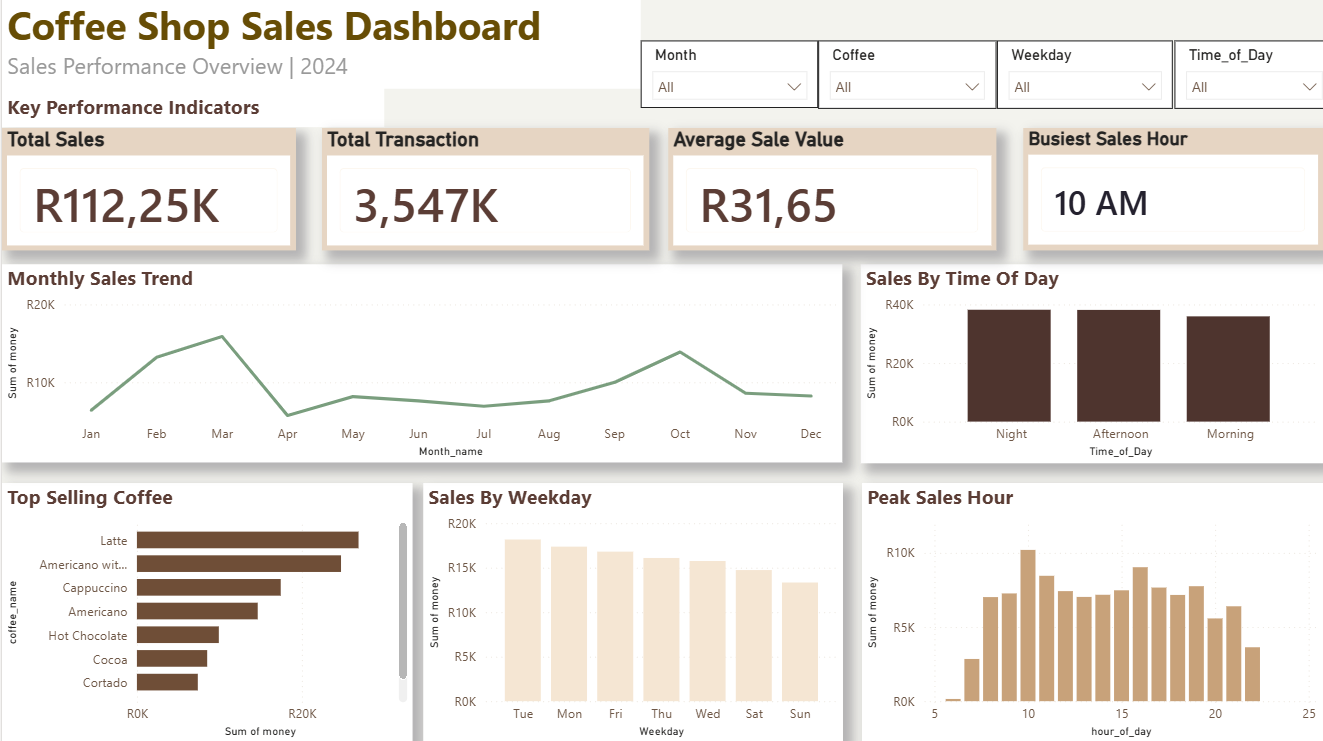 Coffee Shop Sales Dashboard
Sales Performance Overview | 2024
Month
All
Coffee
All
Weekday
All
Time_of_Day
All
Key Performance Indicators
Total Sales
R112,25K
Total Transaction
3,547K
Average Sale Value
R31,65
Busiest Sales Hour
10 AM
Monthly Sales Trend
Sum of money
R20K
R10K
Jan Feb Mar Apr May Jun Jul Aug Sep Oct Nov Dec
Month_name
Sales By Time Of Day
Sum of money
R40K
R20K
R0K
Night Afternoon Morning
Time_of_Day
Top Selling Coffee
coffee_name
Latte
Americano wit...
Cappuccino
Americano
Hot Chocolate
Cocoa
Cortado
R0K R20K
Sum of money
Sales By Weekday
Sum of money
R20K
R15K
R10K
R5K
R0K
Tue Mon Fri Thu Wed Sat Sun
Weekday
Peak Sales Hour
Sum of money
R10K
R5K
R0K
5 10 15 20 25
hour_of_day